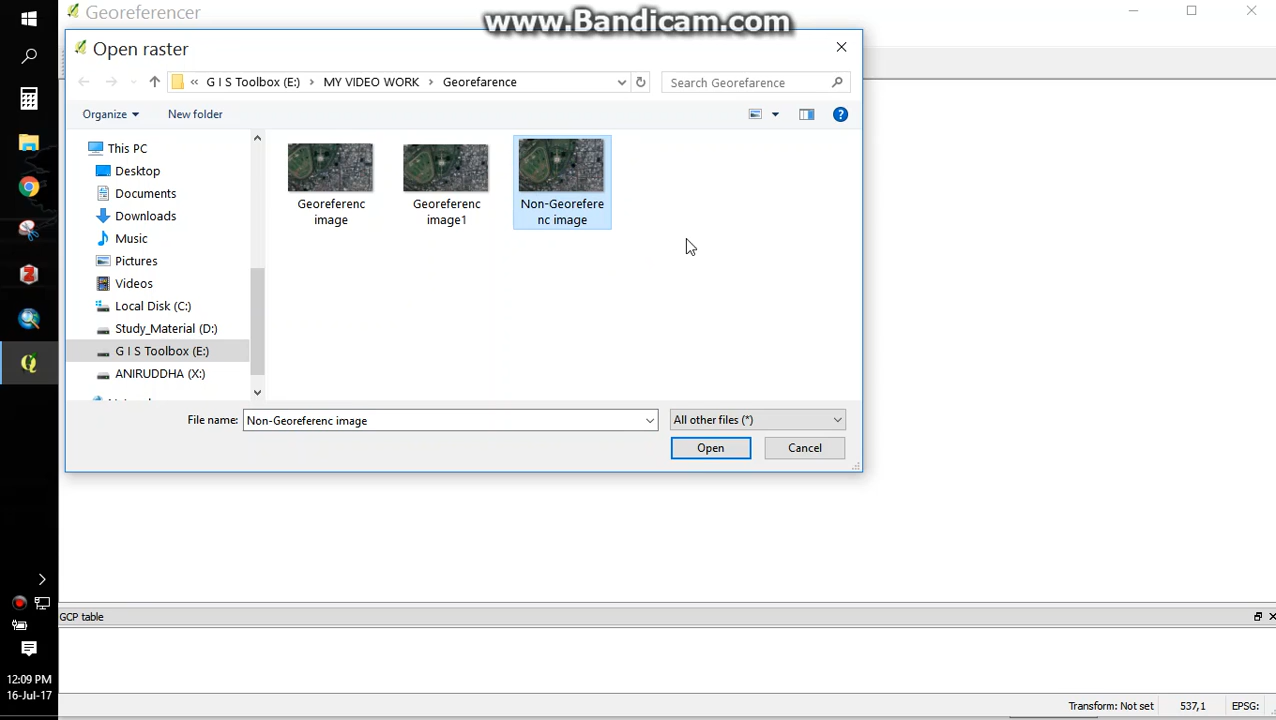 Georeferencer
www.Bandicam.com
Open raster
« G I S Toolbox (E:) MY VIDEO WORK Georefarence
Search Georefarence
Organize
New folder
This PC
Desktop
Documents
Downloads
Music
Pictures
Videos
Local Disk (C:)
Study_Material (D:)
G I S Toolbox (E:)
ANIRUDDHA (X:)
Georeferenc
image
Georeferenc
image1
Non-Georefere
nc image
File name: Non-Georeferenc image
All other files (*)
Open
Cancel
GCP table
12:09 PM
16-Jul-17
Transform: Not set
537,1
EPSG: